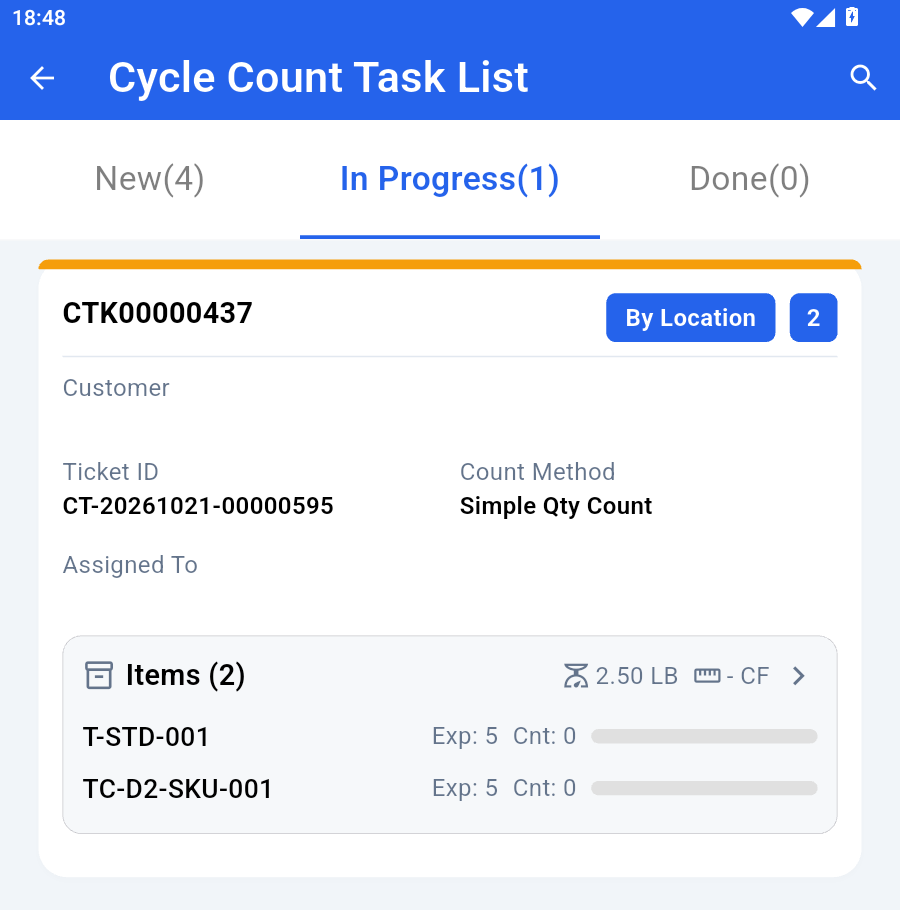 18:48
Cycle Count Task List
New(4) In Progress(1) Done(0)
CTK00000437 By Location 2
Customer
Ticket ID Count Method
CT-20261021-00000595 Simple Qty Count
Assigned To
Items (2) 2.50 LB - CF
T-STD-001 Exp: 5 Cnt: 0
TC-D2-SKU-001 Exp: 5 Cnt: 0